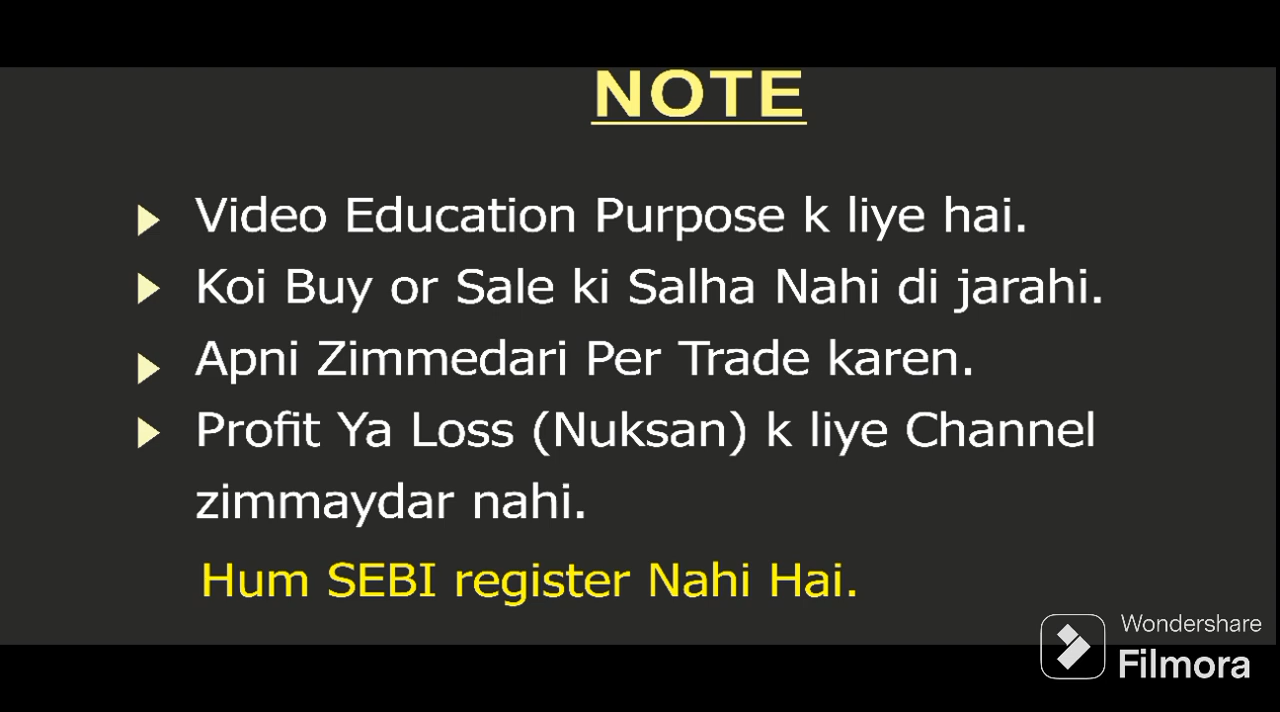 NOTE
Video Education Purpose k liye hai.
Koi Buy or Sale ki Salha Nahi di jarahi.
Apni Zimmedari Per Trade karen.
Profit Ya Loss (Nuksan) k liye Channel
zimmaydar nahi.
Hum SEBI register Nahi Hai.
Wondershare
Filmora